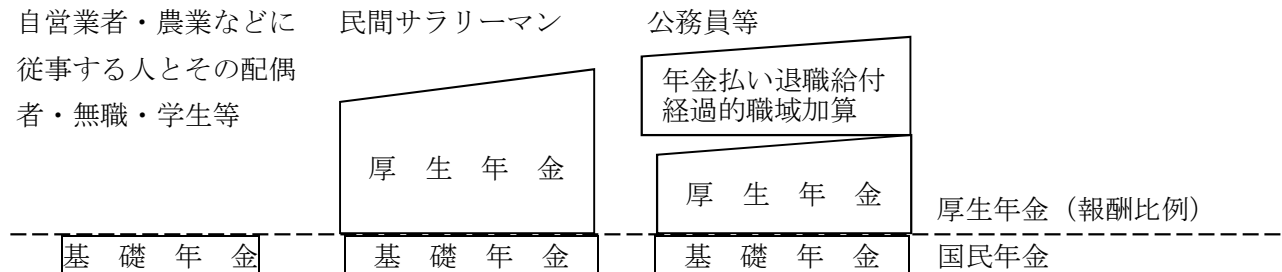 自営業者・農業などに
従事する人とその配偶
者・無職・学生等
民間サラリーマン
公務員等
年金払い退職給付
経過的職域加算
厚生年金
厚生年金
厚生年金（報酬比例）
基礎年金
基礎年金
基礎年金
国民年金